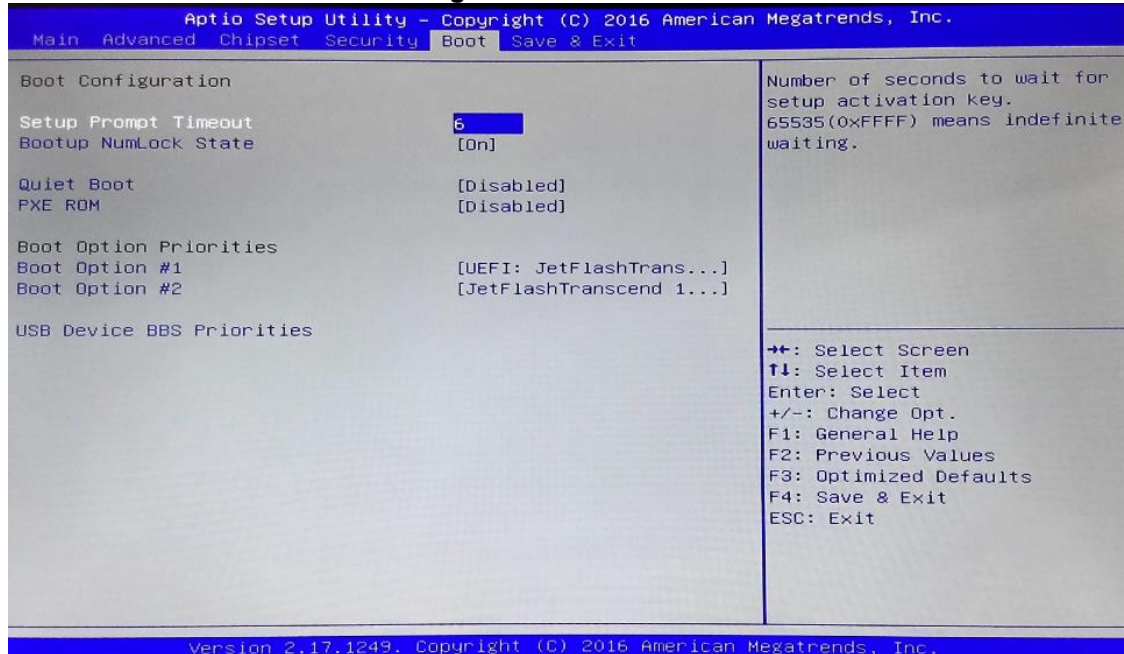 Aptio Setup Utility – Copyright (C) 2016 American Megatrends, Inc.
Main Advanced Chipset Security Boot Save & Exit
Boot Configuration
Setup Prompt Timeout 6
Bootup NumLock State [On]
Quiet Boot [Disabled]
PXE ROM [Disabled]
Boot Option Priorities
Boot Option #1 [UEFI: JetFlashTrans...]
Boot Option #2 [JetFlashTranscend 1...]
USB Device BBS Priorities
Number of seconds to wait for
setup activation key.
65535(0xFFFF) means indefinite
waiting.
→←: Select Screen
↑↓: Select Item
Enter: Select
+/-: Change Opt.
F1: General Help
F2: Previous Values
F3: Optimized Defaults
F4: Save & Exit
ESC: Exit
Version 2.17.1249. Copyright (C) 2016 American Megatrends, Inc.